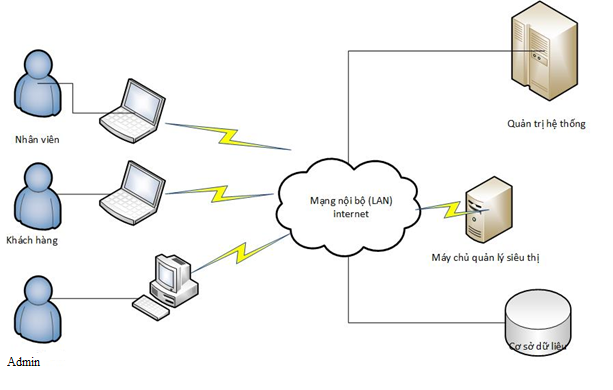 Nhân viên
Khách hàng
Admin
Mạng nội bộ (LAN)
internet
Quản trị hệ thống
Máy chủ quản lý siêu thị
Cơ sở dữ liệu